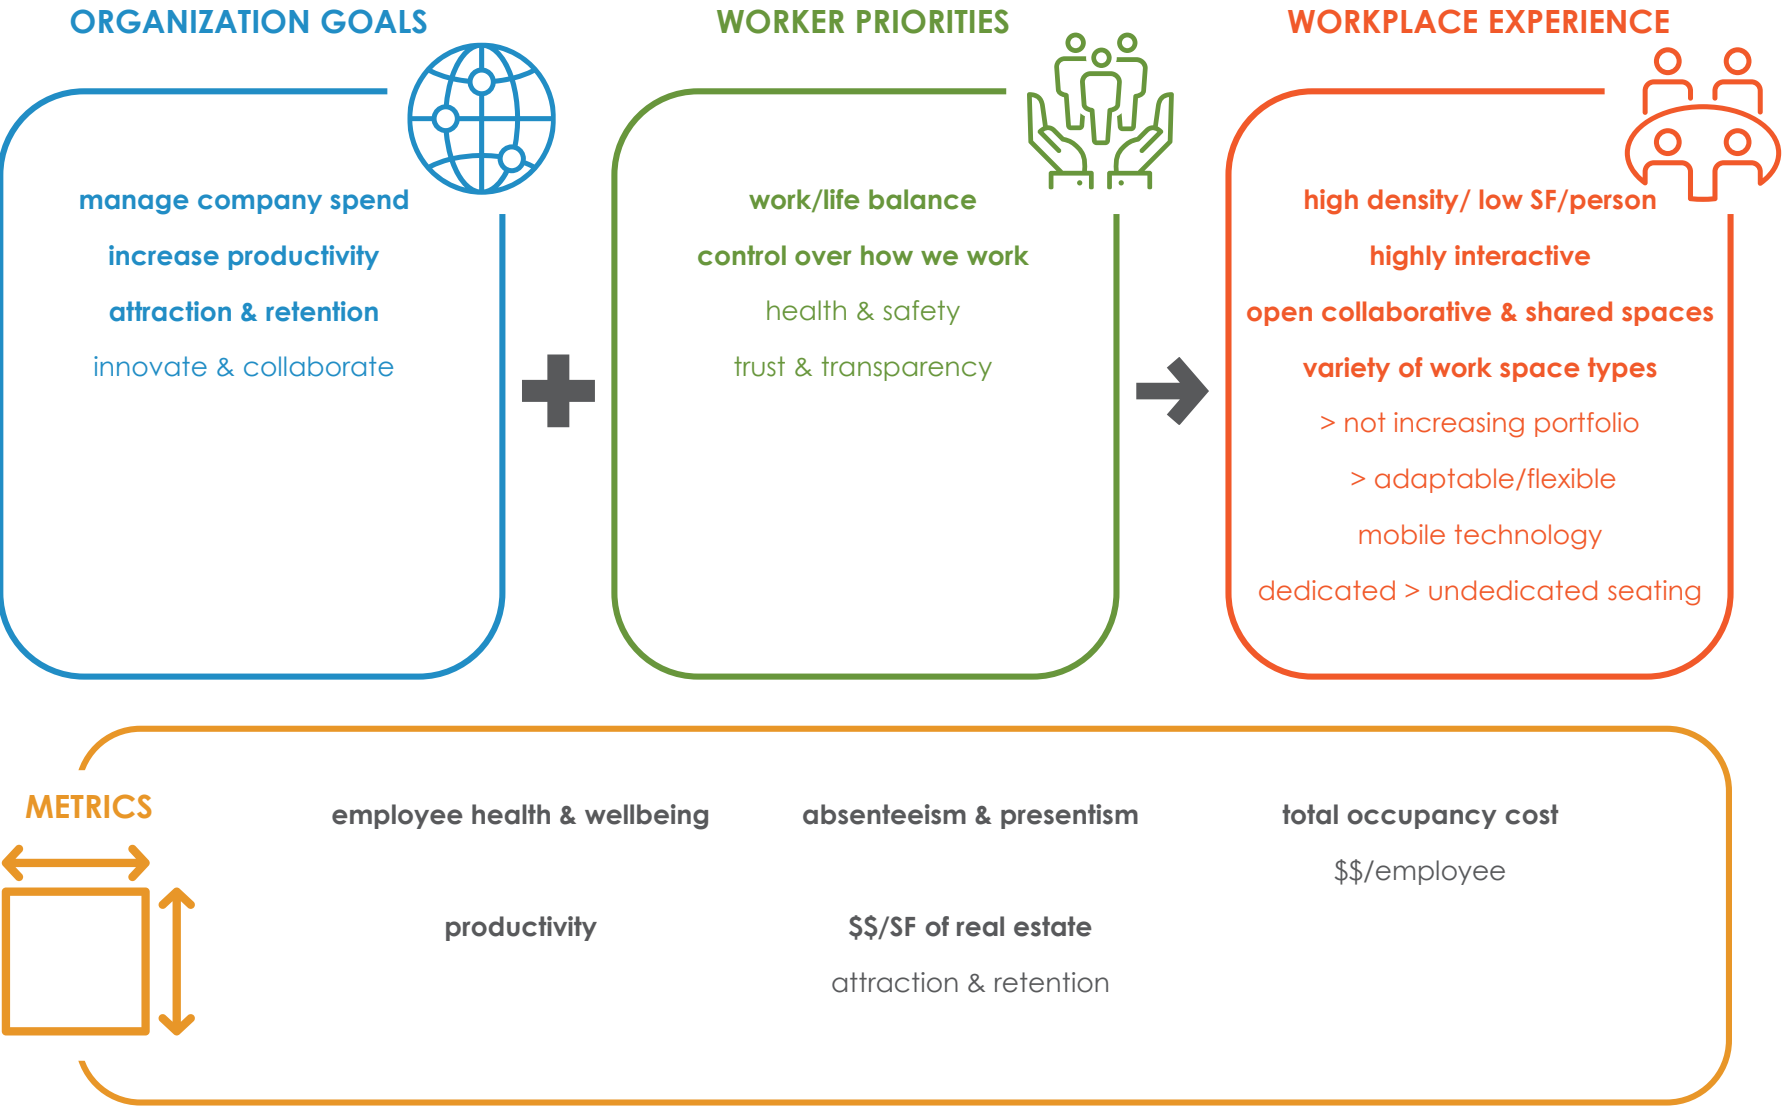 ORGANIZATION GOALS
manage company spend
increase productivity
attraction & retention
innovate & collaborate
WORKER PRIORITIES
work/life balance
control over how we work
health & safety
trust & transparency
WORKPLACE EXPERIENCE
high density/ low SF/person
highly interactive
open collaborative & shared spaces
variety of work space types
> not increasing portfolio
> adaptable/flexible
mobile technology
dedicated > undedicated seating
METRICS
employee health & wellbeing
productivity
absenteeism & presentism
$$/SF of real estate
attraction & retention
total occupancy cost
$$/employee